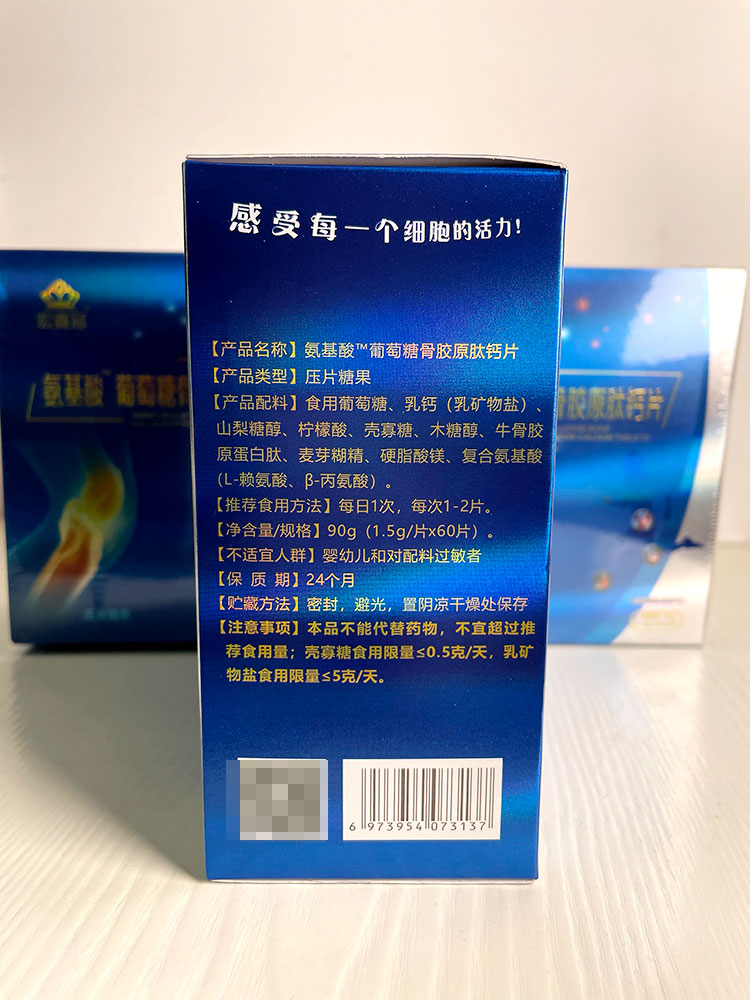 感受每一个细胞的活力!
【产品名称】氨基酸™葡萄糖骨胶原肽钙片
【产品类型】压片糖果
【产品配料】食用葡萄糖、乳钙（乳矿物盐）、
山梨糖醇、柠檬酸、壳寡糖、木糖醇、牛骨胶
原蛋白肽、麦芽糊精、硬脂酸镁、复合氨基酸
（L-赖氨酸、β-丙氨酸）。
【推荐食用方法】每日1次，每次1-2片。
【净含量/规格】90g（1.5g/片x60片）。
【不适宜人群】婴幼儿和对配料过敏者
【保 质 期】24个月
【贮藏方法】密封，避光，置阴凉干燥处保存
【注意事项】本品不能代替药物，不宜超过推
荐食用量；壳寡糖食用限量≤0.5克/天，乳矿
物盐食用限量≤5克/天。
6 973954 073137
氨基酸™葡萄糖
胶原肽钙片